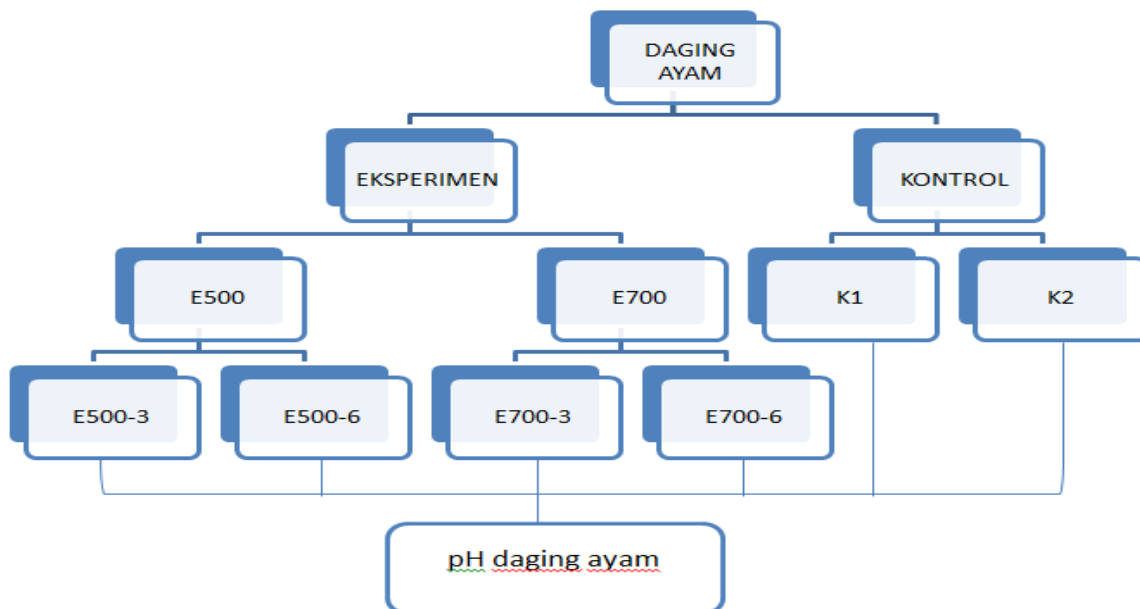 DAGING
AYAM
EKSPERIMEN
KONTROL
E500
E700
K1
K2
E500-3
E500-6
E700-3
E700-6
pH daging ayam